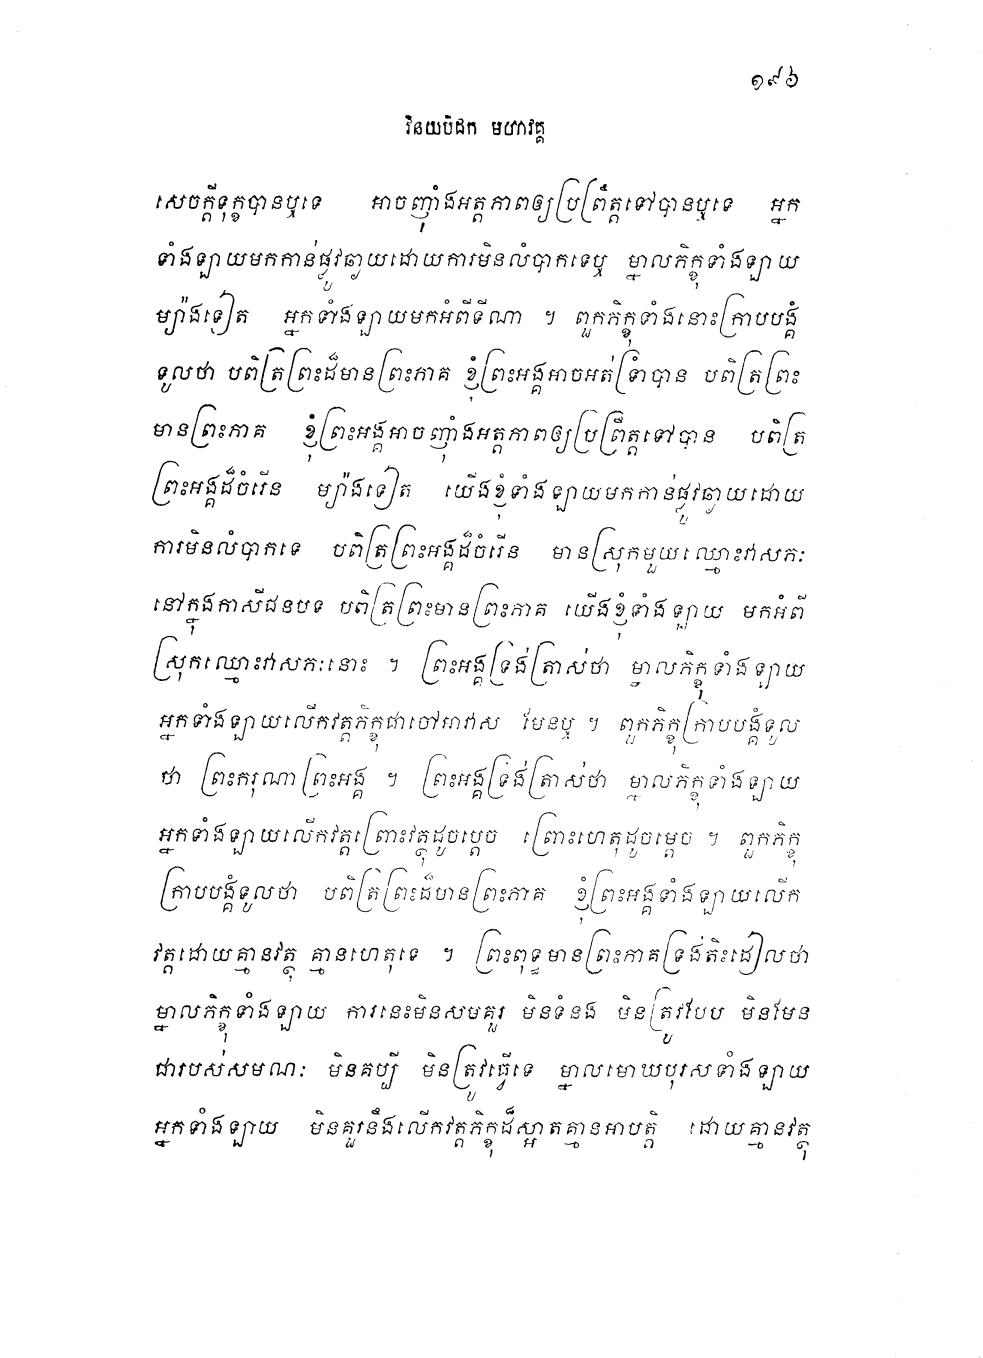 ១៩៦
វិនយបិដក មហាវគ្គ
សេចក្តីទុក្ខបានឬទេ អាចញ៉ាំងអត្តភាពឲ្យប្រព្រឹត្តទៅបានឬទេ អ្នក
ទាំងឡាយមកកាន់ផ្លូវឆ្ងាយដោយការមិនលំបាកទេឬ ម្នាលភិក្ខុទាំងឡាយ
ម្យ៉ាងទៀត អ្នកទាំងឡាយមកអំពីទីណា ។ ពួកភិក្ខុទាំងនោះក្រាបបង្គំ
ទូលថា បពិត្រព្រះដ៏មានព្រះភាគ ខ្ញុំព្រះអង្គអាចអត់ទ្រាំបាន បពិត្រព្រះ
មានព្រះភាគ ខ្ញុំព្រះអង្គអាចញ៉ាំងអត្តភាពឲ្យប្រព្រឹត្តទៅបាន បពិត្រ
ព្រះអង្គដ៏ចំរើន ម្យ៉ាងទៀត យើងខ្ញុំទាំងឡាយមកកាន់ផ្លូវឆ្ងាយដោយ
ការមិនលំបាកទេ បពិត្រព្រះអង្គដ៏ចំរើន មានស្រុកមួយឈ្មោះវាសភៈ
នៅក្នុងកាសីជនបទ បពិត្រព្រះមានព្រះភាគ យើងខ្ញុំទាំងឡាយ មកអំពី
ស្រុកឈ្មោះវាសភៈនោះ ។ ព្រះអង្គទ្រង់ត្រាស់ថា ម្នាលភិក្ខុទាំងឡាយ
អ្នកទាំងឡាយលើកវត្តភិក្ខុជាចៅអាវាស មែនឬ ។ ពួកភិក្ខុក្រាបបង្គំទូល
ថា ព្រះករុណាព្រះអង្គ ។ ព្រះអង្គទ្រង់ត្រាស់ថា ម្នាលភិក្ខុទាំងឡាយ
អ្នកទាំងឡាយលើកវត្តព្រោះវត្ថុដូចម្តេច ព្រោះហេតុដូចម្តេច ។ ពួកភិក្ខុ
ក្រាបបង្គំទូលថា បពិត្រព្រះដ៏មានព្រះភាគ ខ្ញុំព្រះអង្គទាំងឡាយលើក
វត្តដោយគ្មានវត្ថុ គ្មានហេតុទេ ។ ព្រះពុទ្ធមានព្រះភាគទ្រង់តិះដៀលថា
ម្នាលភិក្ខុទាំងឡាយ ការនេះមិនសមគួរ មិនទំនង មិនត្រូវបែប មិនមែន
ជារបស់សមណៈ មិនគប្បី មិនត្រូវធ្វើទេ ម្នាលមោឃបុរសទាំងឡាយ
អ្នកទាំងឡាយ មិនគួរនឹងលើកវត្តភិក្ខុដ៏ស្អាតគ្មានអាបត្តិ ដោយគ្មានវត្ថុ